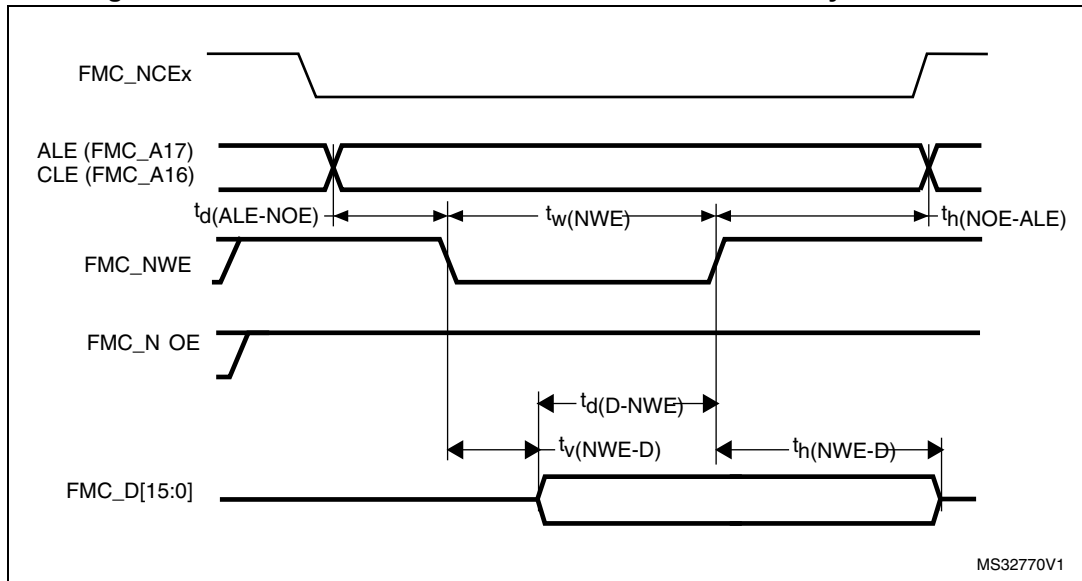 FMC_NCEx
ALE (FMC_A17)
CLE (FMC_A16)
td(ALE-NOE)
tw(NWE)
th(NOE-ALE)
FMC_NWE
FMC_N OE
td(D-NWE)
tv(NWE-D)
th(NWE-D)
FMC_D[15:0]
MS32770V1